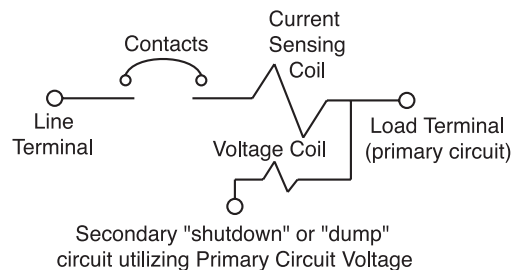 Contacts
Current
Sensing
Coil
Line
Terminal
Voltage Coil
Load Terminal
(primary circuit)
Secondary "shutdown" or "dump"
circuit utilizing Primary Circuit Voltage